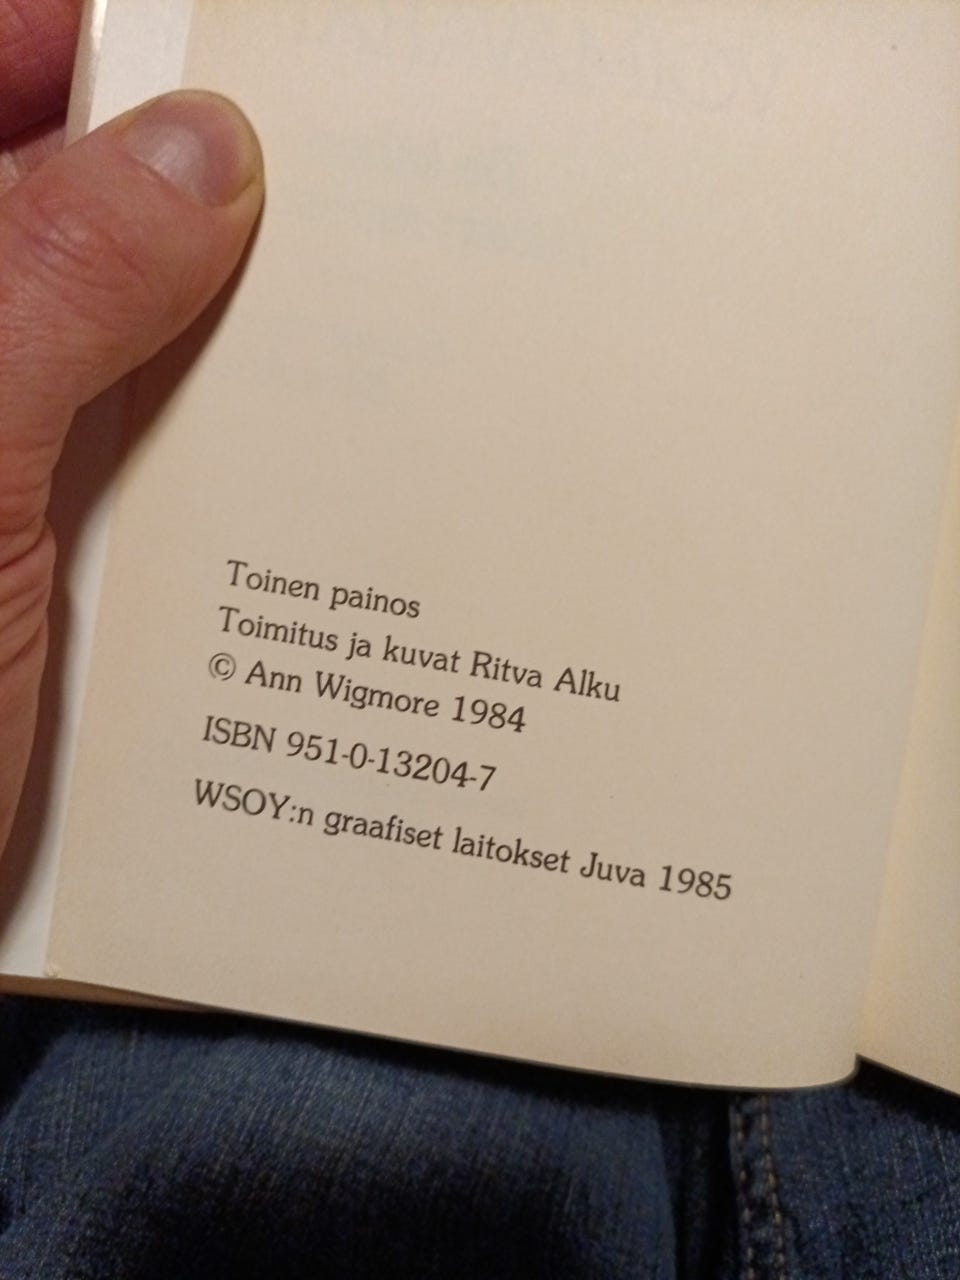 Toinen painos
Toimitus ja kuvat Ritva Alku
© Ann Wigmore 1984
ISBN 951-0-13204-7
WSOY:n graafiset laitokset Juva 1985